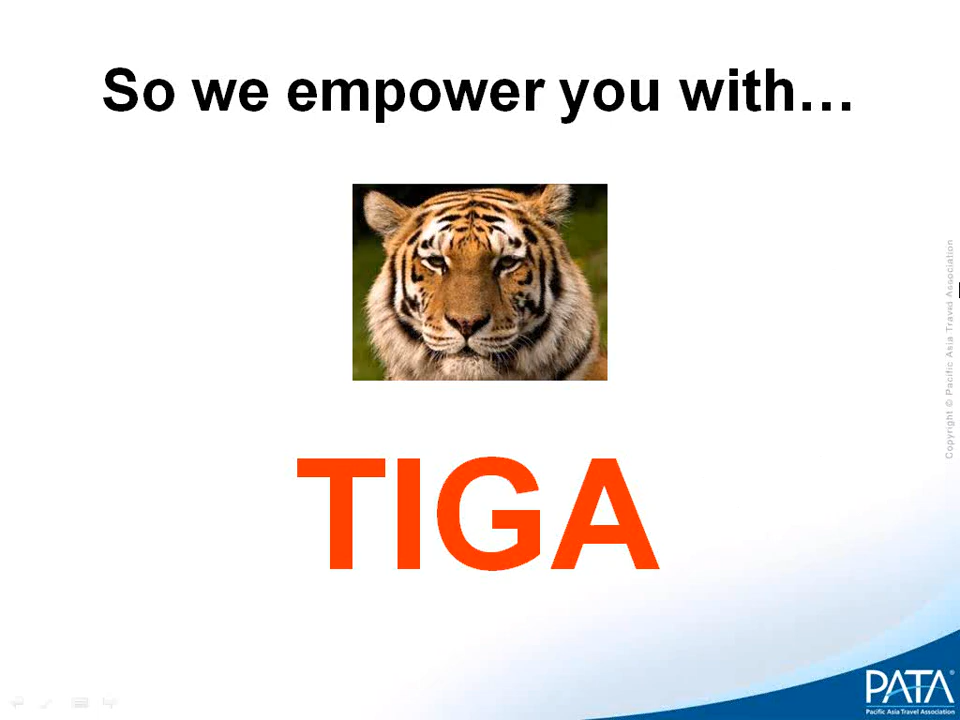 So we empower you with…
TIGA
Copyright © Pacific Asia Travel Association
PATA®
Pacific Asia Travel Association